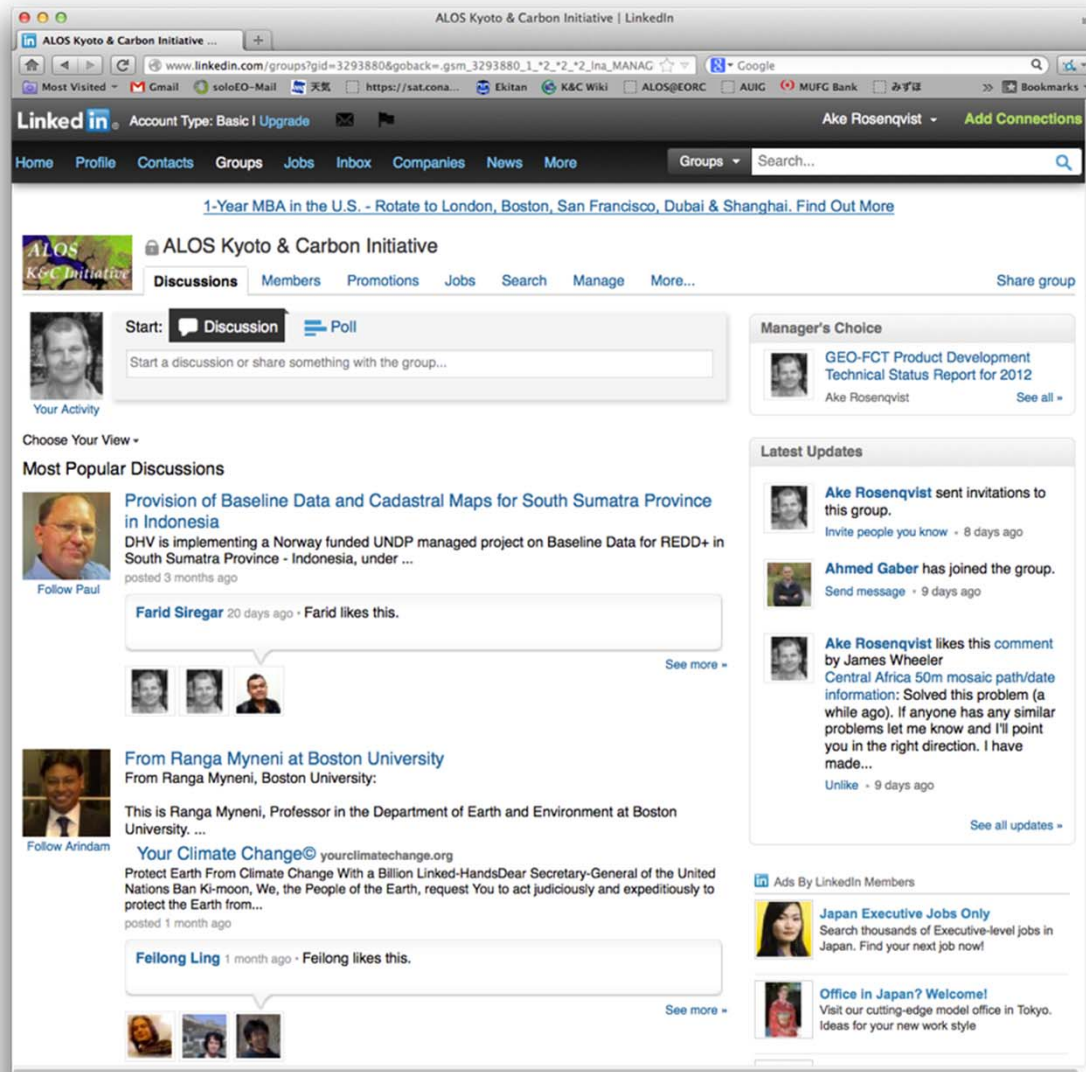 ALOS Kyoto & Carbon Initiative | LinkedIn
in ALOS Kyoto & Carbon Initiative ... +
www.linkedin.com/groups?gid=3293880&goback=.gsm_3293880_1_*2_*2_*2_lna_MANAG Google
Most Visited Gmail soloEO-Mail 天気 https://sat.cona... Ekitan K&C Wiki ALOS@EORC AUIG MUFG Bank みずほ » Bookmarks
Linked in Account Type: Basic | Upgrade Ake Rosenqvist Add Connections
Home Profile Contacts Groups Jobs Inbox Companies News More Groups Search...
1-Year MBA in the U.S. - Rotate to London, Boston, San Francisco, Dubai & Shanghai. Find Out More
ALOS
K&C Initiative
ALOS Kyoto & Carbon Initiative
Discussions Members Promotions Jobs Search Manage More... Share group
Start: Discussion Poll
Start a discussion or share something with the group...
Your Activity
Choose Your View
Most Popular Discussions
Provision of Baseline Data and Cadastral Maps for South Sumatra Province
in Indonesia
DHV is implementing a Norway funded UNDP managed project on Baseline Data for REDD+ in
South Sumatra Province - Indonesia, under ...
posted 3 months ago
Follow Paul
Farid Siregar 20 days ago • Farid likes this.
See more »
From Ranga Myneni at Boston University
From Ranga Myneni, Boston University:
This is Ranga Myneni, Professor in the Department of Earth and Environment at Boston
University. ...
Follow Arindam
Your Climate Change© yourclimatechange.org
Protect Earth From Climate Change With a Billion Linked-HandsDear Secretary-General of the United
Nations Ban Ki-moon, We, the People of the Earth, request You to act judiciously and expeditiously to
protect the Earth from...
posted 1 month ago
Feilong Ling 1 month ago • Feilong likes this.
See more »
Manager's Choice
GEO-FCT Product Development
Technical Status Report for 2012
Ake Rosenqvist See all »
Latest Updates
Ake Rosenqvist sent invitations to
this group.
Invite people you know • 8 days ago
Ahmed Gaber has joined the group.
Send message • 9 days ago
Ake Rosenqvist likes this comment
by James Wheeler
Central Africa 50m mosaic path/date
information: Solved this problem (a
while ago). If anyone has any similar
problems let me know and I'll point
you in the right direction. I have
made...
Unlike • 9 days ago
See all updates »
in Ads By LinkedIn Members
Japan Executive Jobs Only
Search thousands of Executive-level jobs in
Japan. Find your next job now!
Office in Japan? Welcome!
Visit our cutting-edge model office in Tokyo.
Ideas for your new work style